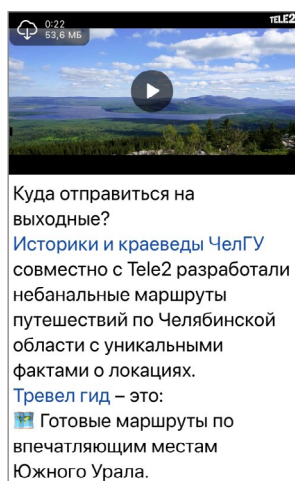 0:22
53,6 МБ
TELE2
Куда отправиться на
выходные?
Историки и краеведы ЧелГУ
совместно с Tele2 разработали
небанальные маршруты
путешествий по Челябинской
области с уникальными
фактами о локациях.
Тревел гид – это:
🗺️ Готовые маршруты по
впечатляющим местам
Южного Урала.